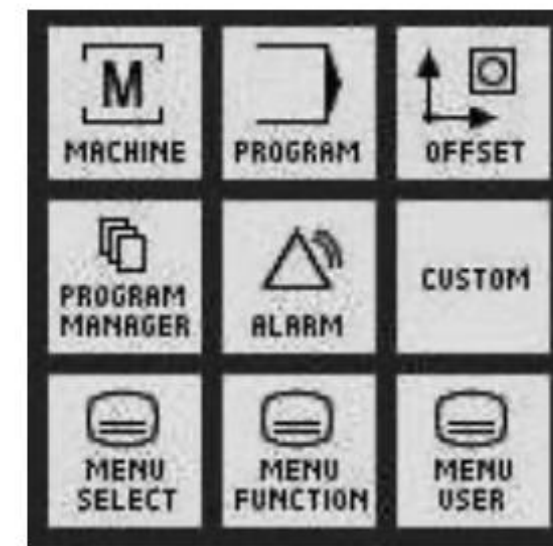 M
MACHINE
PROGRAM
OFFSET
PROGRAM
MANAGER
ALARM
CUSTOM
MENU
SELECT
MENU
FUNCTION
MENU
USER